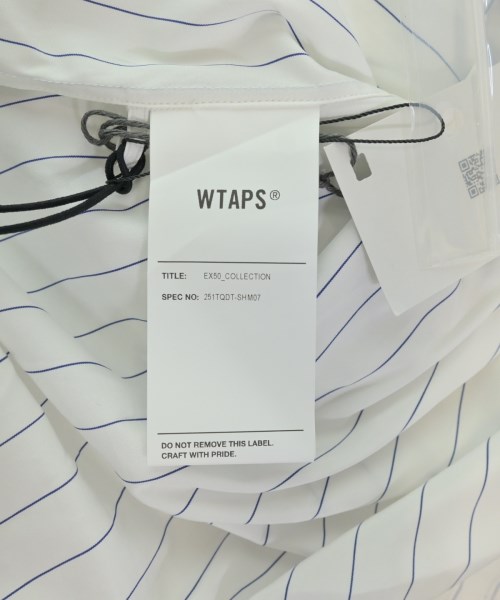 WTAPS®
TITLE: EX50_COLLECTION
SPEC NO: 251TQDT-SHM07
DO NOT REMOVE THIS LABEL.
CRAFT WITH PRIDE.